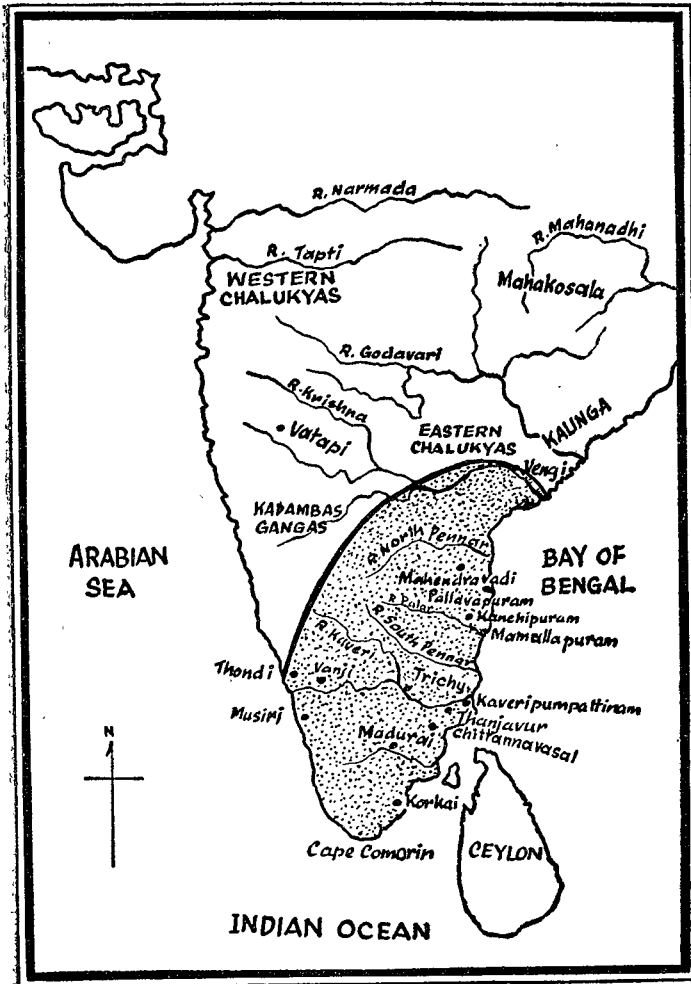 R. Narmada
R. Mahanadhi
R. Tapti
WESTERN
CHALUKYAS
Mahakosala
R. Godavari
R. Krishna
Vatapi
EASTERN
CHALUKYAS
KALINGA
Vengi
KADAMBAS
GANGAS
R. North Pennar
ARABIAN
SEA
BAY OF
BENGAL
Mahendravadi
Pallavapuram
R. Palar
Kanchipuram
Mamallapuram
R. South Pennar
R. Kaveri
Thondi
Vanji
Trichy
Kaveripumpattinam
Musiri
Thanjavur
Chittannavasal
Madurai
N
Korkai
Cape Comorin
CEYLON
INDIAN OCEAN